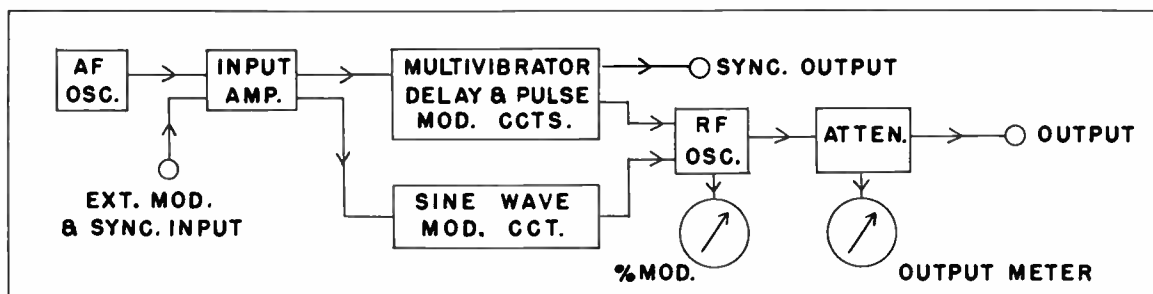 AF
OSC.
INPUT
AMP.
MULTIVIBRATOR
DELAY & PULSE
MOD. CCTS.
SYNC. OUTPUT
RF
OSC.
ATTEN.
OUTPUT
EXT. MOD.
& SYNC. INPUT
SINE WAVE
MOD. CCT.
%MOD.
OUTPUT METER